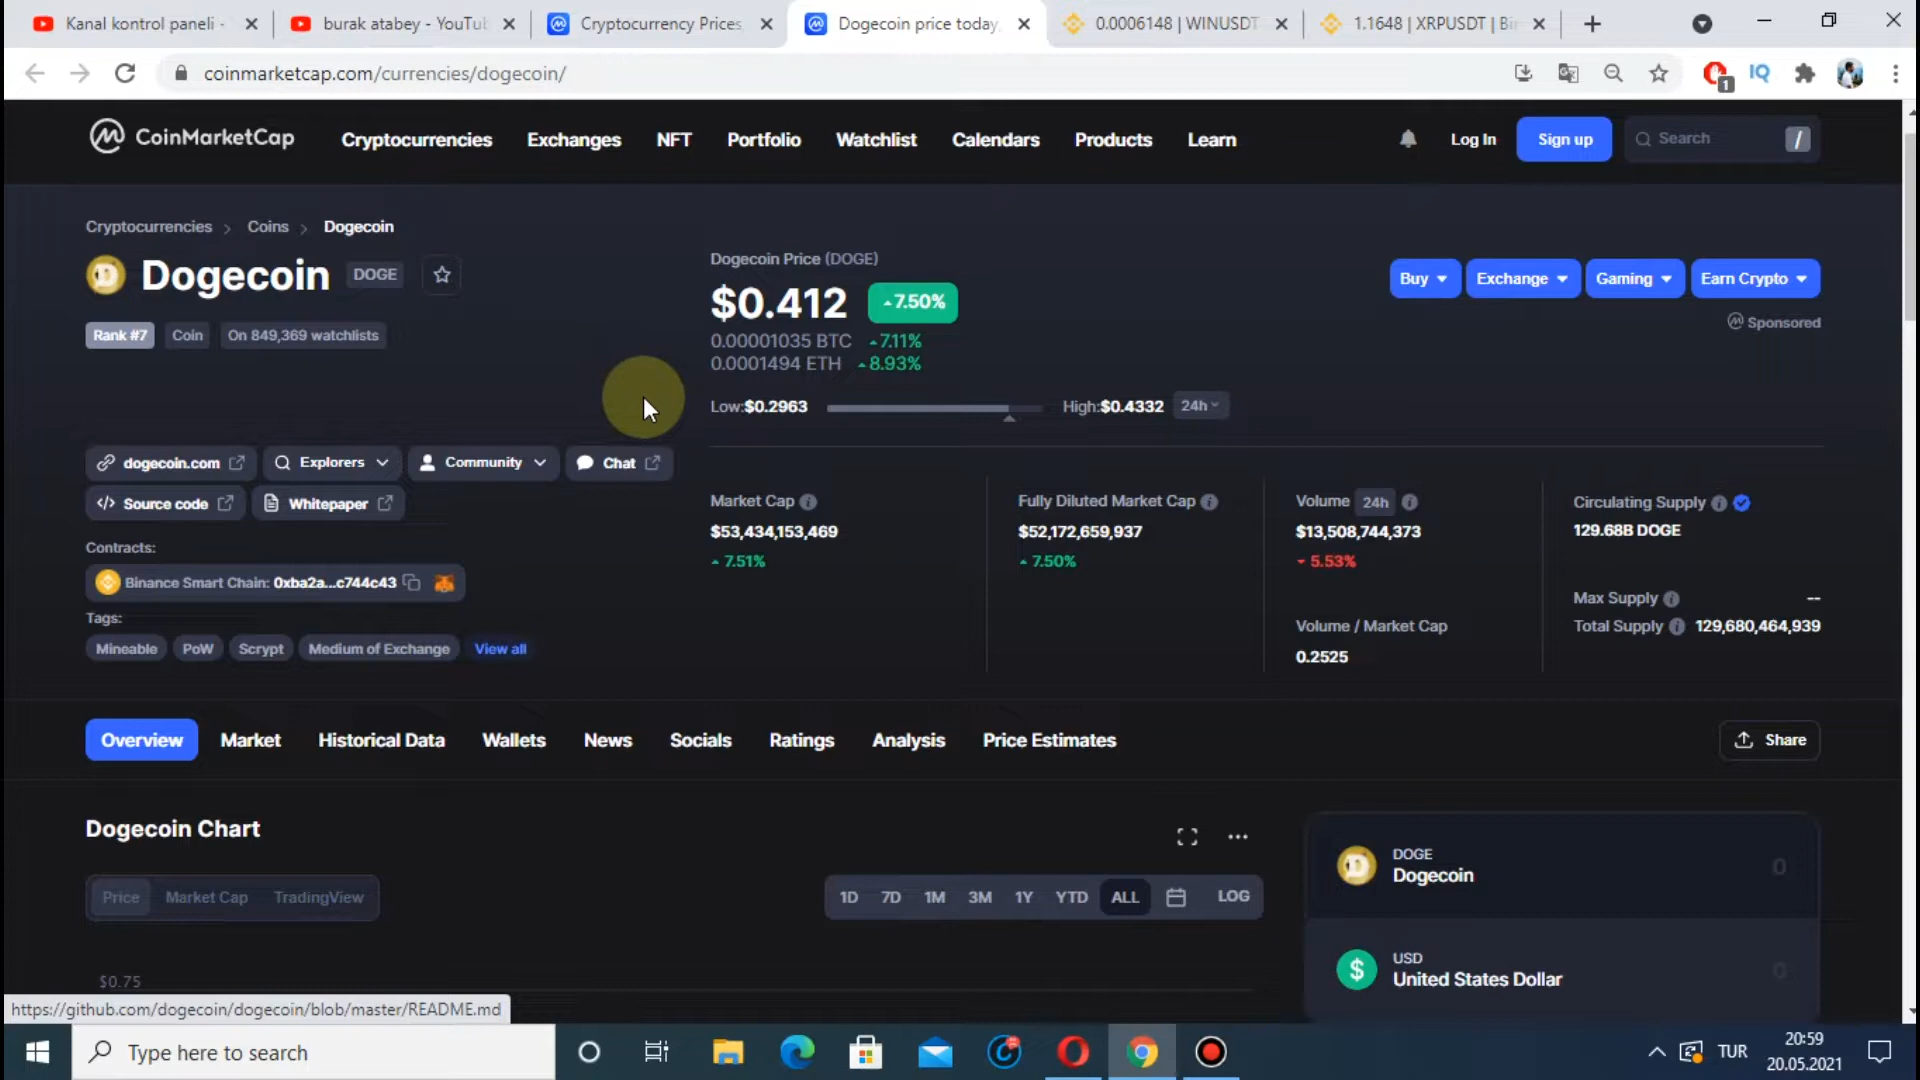 Kanal kontrol paneli -
burak atabey - YouTub
Cryptocurrency Prices,
Dogecoin price today,
0.0006148 | WINUSDT
1.1648 | XRPUSDT | Bi
coinmarketcap.com/currencies/dogecoin/
1
IQ
CoinMarketCap
Cryptocurrencies
Exchanges
NFT
Portfolio
Watchlist
Calendars
Products
Learn
Log In
Sign up
Search
/
Cryptocurrencies > Coins > Dogecoin
Dogecoin DOGE
Rank #7
Coin
On 849,369 watchlists
Dogecoin Price (DOGE)
$0.412 7.50%
0.00001035 BTC 7.11%
0.0001494 ETH 8.93%
Low:$0.2963
High:$0.4332
24h
Buy
Exchange
Gaming
Earn Crypto
Sponsored
dogecoin.com
Explorers
Community
Chat
Source code
Whitepaper
Contracts:
Binance Smart Chain: 0xba2a...c744c43
Tags:
Mineable
PoW
Scrypt
Medium of Exchange
View all
Market Cap
$53,434,153,469
7.51%
Fully Diluted Market Cap
$52,172,659,937
7.50%
Volume 24h
$13,508,744,373
5.53%
Volume / Market Cap
0.2525
Circulating Supply
129.68B DOGE
Max Supply --
Total Supply 129,680,464,939
Overview
Market
Historical Data
Wallets
News
Socials
Ratings
Analysis
Price Estimates
Share
Dogecoin Chart
Price
Market Cap
TradingView
1D
7D
1M
3M
1Y
YTD
ALL
LOG
$0.75
DOGE
Dogecoin
0
USD
United States Dollar
0
https://github.com/dogecoin/dogecoin/blob/master/README.md
Type here to search
TUR
20:59
20.05.2021